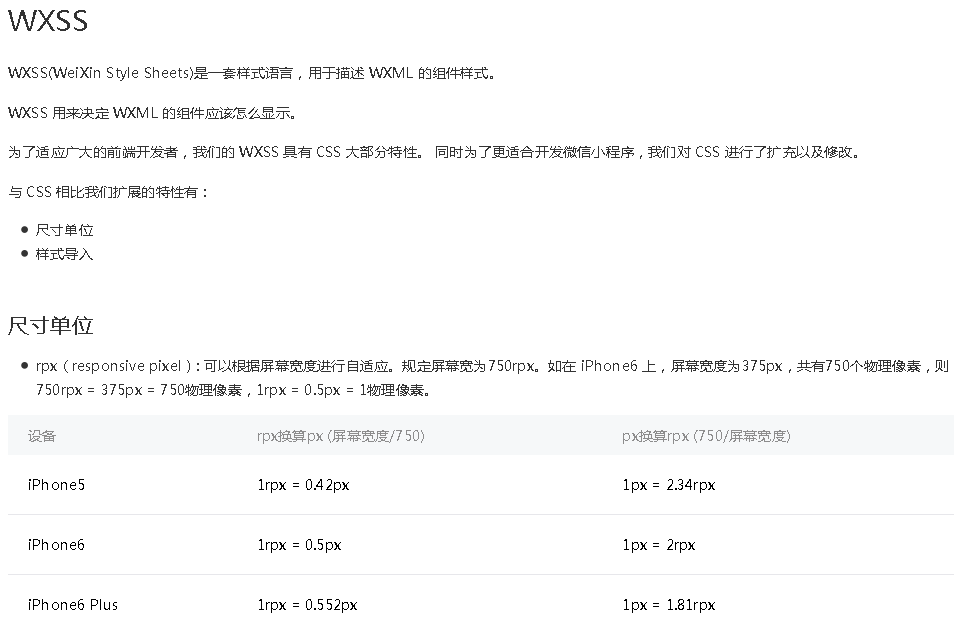 WXSS
WXSS(WeiXin Style Sheets)是一套样式语言，用于描述 WXML 的组件样式。
WXSS 用来决定 WXML 的组件应该怎么显示。
为了适应广大的前端开发者，我们的 WXSS 具有 CSS 大部分特性。 同时为了更适合开发微信小程序，我们对 CSS 进行了扩充以及修改。
与 CSS 相比我们扩展的特性有：
● 尺寸单位
● 样式导入
尺寸单位
● rpx（responsive pixel）: 可以根据屏幕宽度进行自适应。规定屏幕宽为750rpx。如在 iPhone6 上，屏幕宽度为375px，共有750个物理像素，则
750rpx = 375px = 750物理像素，1rpx = 0.5px = 1物理像素。
设备 rpx换算px (屏幕宽度/750) px换算rpx (750/屏幕宽度)
iPhone5 1rpx = 0.42px 1px = 2.34rpx
iPhone6 1rpx = 0.5px 1px = 2rpx
iPhone6 Plus 1rpx = 0.552px 1px = 1.81rpx